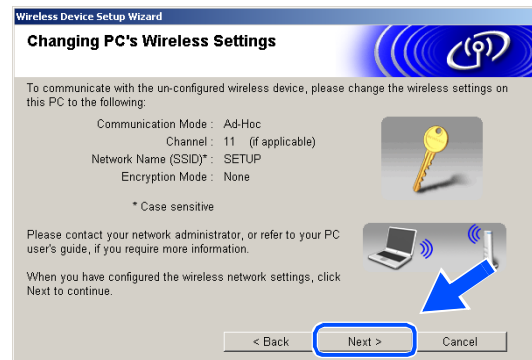 Wireless Device Setup Wizard
Changing PC's Wireless Settings
To communicate with the un-configured wireless device, please change the wireless settings on
this PC to the following:
Communication Mode : Ad-Hoc
Channel : 11 (if applicable)
Network Name (SSID)* : SETUP
Encryption Mode : None
* Case sensitive
Please contact your network administrator, or refer to your PC
user's guide, if you require more information.
When you have configured the wireless network settings, click
Next to continue.
< Back Next > Cancel